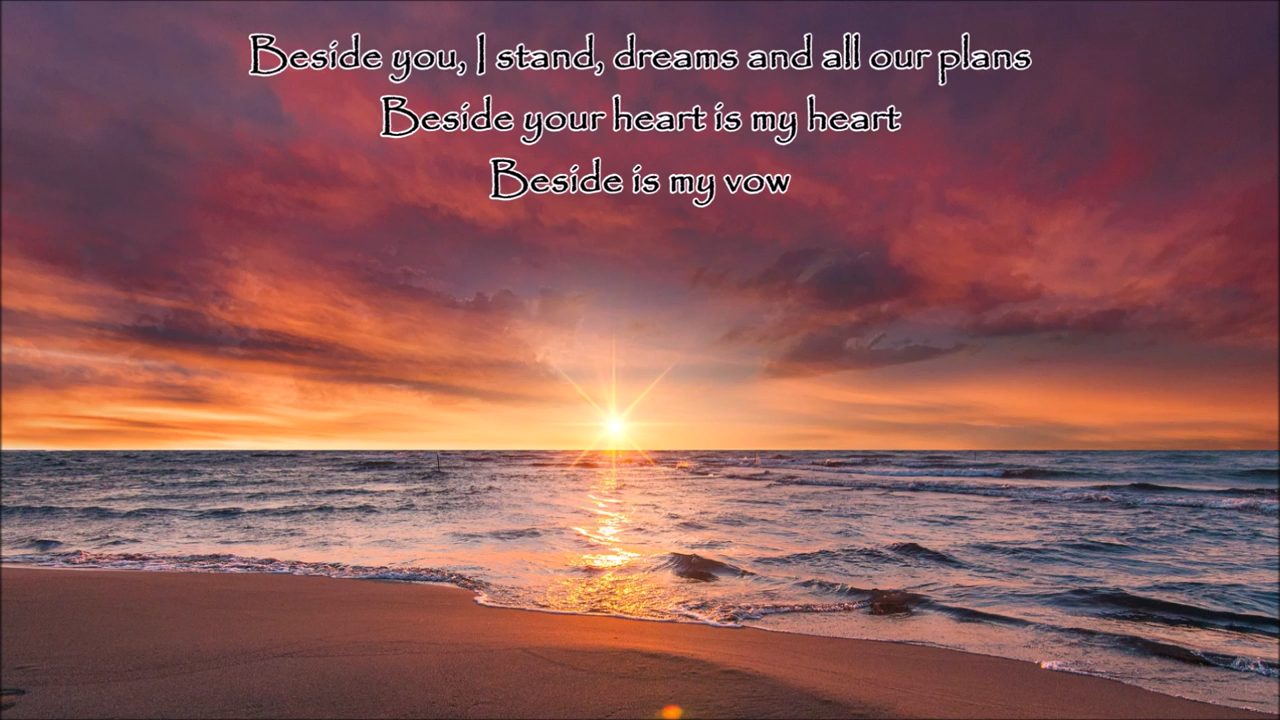 Beside you, I stand, dreams and all our plans
Beside your heart is my heart
Beside is my vow